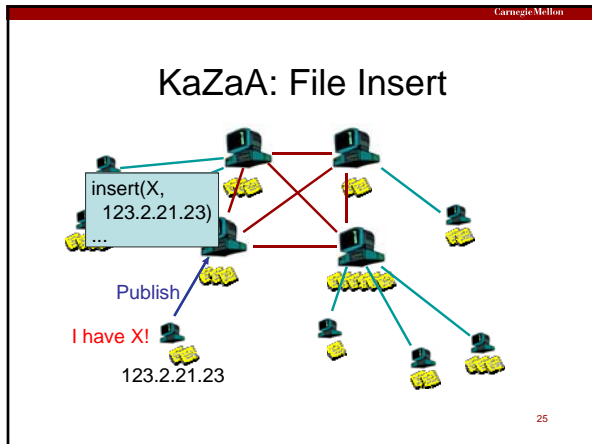 Carnegie Mellon
KaZaA: File Insert
insert(X,
123.2.21.23)
...
Publish
I have X!
123.2.21.23
25